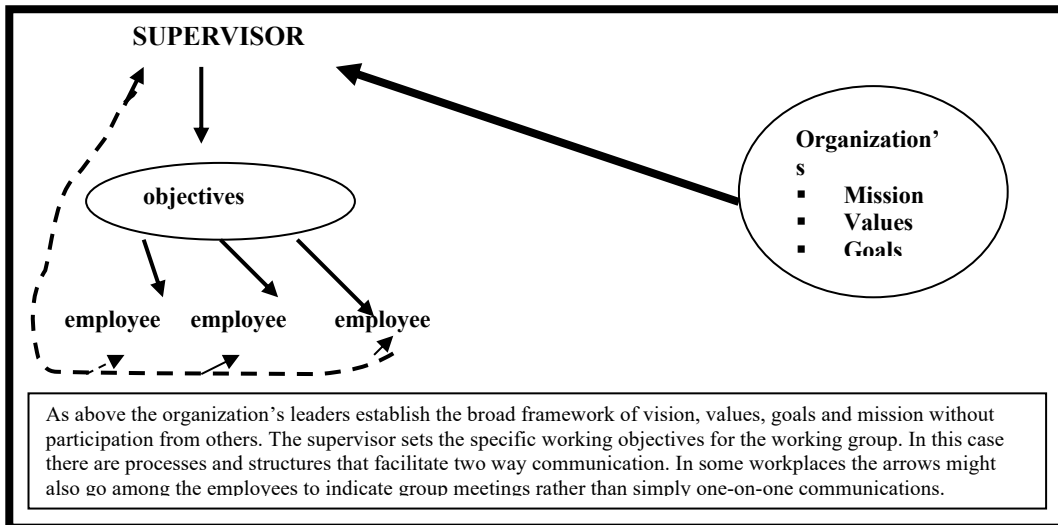 SUPERVISOR
Organization’
s
▪ Mission
▪ Values
▪ Goals
objectives
employee employee employee
As above the organization’s leaders establish the broad framework of vision, values, goals and mission without
participation from others. The supervisor sets the specific working objectives for the working group. In this case
there are processes and structures that facilitate two way communication. In some workplaces the arrows might
also go among the employees to indicate group meetings rather than simply one-on-one communications.